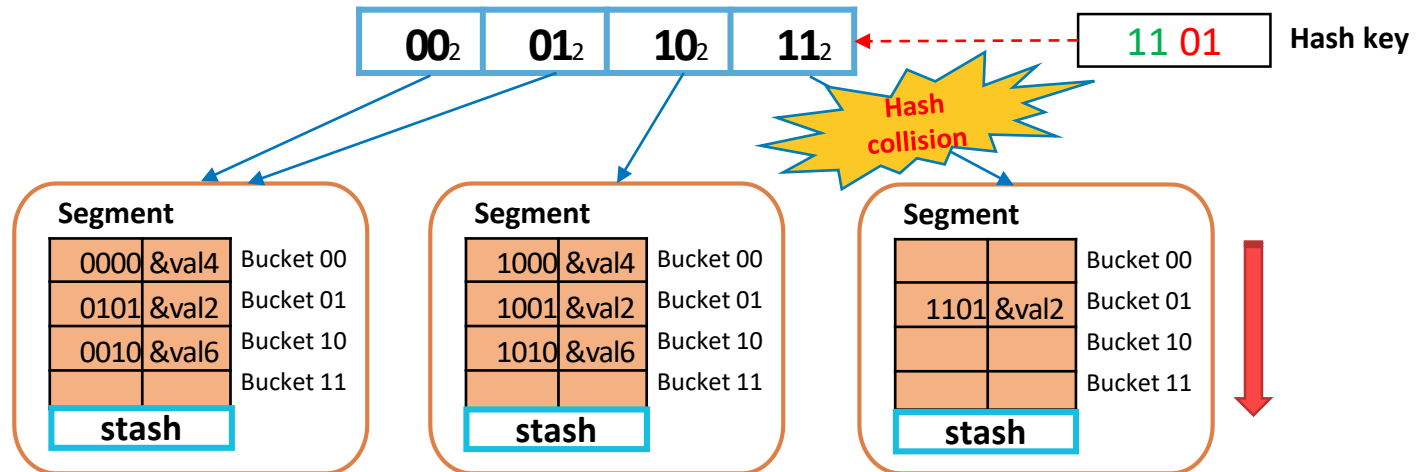 00₂ 01₂ 10₂ 11₂ 11 01 Hash key
Hash
collision
Segment
0000 &val4 Bucket 00
0101 &val2 Bucket 01
0010 &val6 Bucket 10
Bucket 11
stash
Segment
1000 &val4 Bucket 00
1001 &val2 Bucket 01
1010 &val6 Bucket 10
Bucket 11
stash
Segment
Bucket 00
1101 &val2 Bucket 01
Bucket 10
Bucket 11
stash